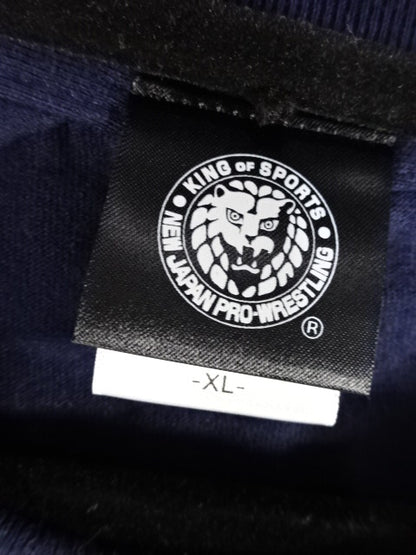 • KING OF SPORTS •
NEW JAPAN PRO-WRESTLING
®
-XL-